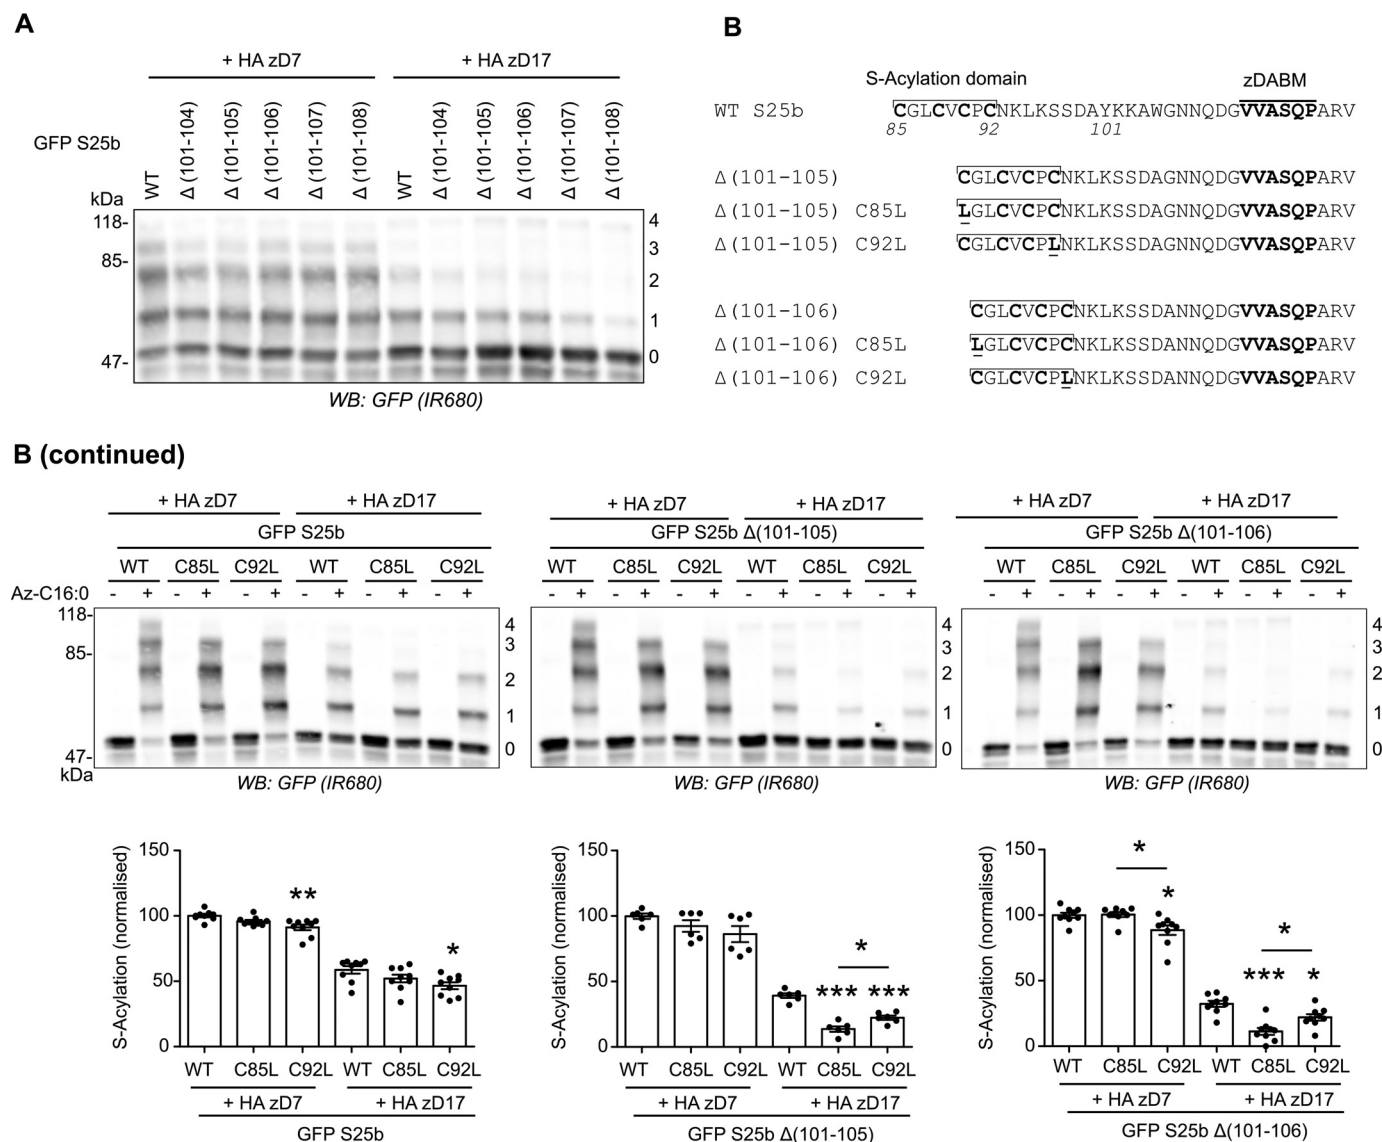 A
+ HA zD7
+ HA zD17
GFP S25b
WT
Δ (101-104)
Δ (101-105)
Δ (101-106)
Δ (101-107)
Δ (101-108)
WT
Δ (101-104)
Δ (101-105)
Δ (101-106)
Δ (101-107)
Δ (101-108)
kDa
118-
85-
47-
4
3
2
1
0
WB: GFP (IR680)
B
S-Acylation domain
zDABM
WT S25b CGLCVCPCNKLKSSDAYKKAWGNNQDGVVASQPARV
85 92 101
Δ(101-105) CGLCVCPCNKLKSSDAGNNQDGVVASQPARV
Δ(101-105) C85L LGLCVCPCNKLKSSDAGNNQDGVVASQPARV
Δ(101-105) C92L CGLCVCPLNKLKSSDAGNNQDGVVASQPARV
Δ(101-106) CGLCVCPCNKLKSSDANNQDGVVASQPARV
Δ(101-106) C85L LGLCVCPCNKLKSSDANNQDGVVASQPARV
Δ(101-106) C92L CGLCVCPLNKLKSSDANNQDGVVASQPARV
B (continued)
+ HA zD7 + HA zD17
GFP S25b
WT C85L C92L WT C85L C92L
Az-C16:0 - + - + - + - + - + - +
118-
85-
47-
kDa
4
3
2
1
0
WB: GFP (IR680)
+ HA zD7 + HA zD17
GFP S25b Δ(101-105)
WT C85L C92L WT C85L C92L
- + - + - + - + - + - +
4
3
2
1
0
WB: GFP (IR680)
+ HA zD7 + HA zD17
GFP S25b Δ(101-106)
WT C85L C92L WT C85L C92L
- + - + - + - + - + - +
4
3
2
1
0
WB: GFP (IR680)
S-Acylation (normalised)
150
100
50
0
**
*
WT C85L C92L WT C85L C92L
+ HA zD7 + HA zD17
GFP S25b
S-Acylation (normalised)
150
100
50
0
*
*** ***
WT C85L C92L WT C85L C92L
+ HA zD7 + HA zD17
GFP S25b Δ(101-105)
S-Acylation (normalised)
150
100
50
0
*
*
*
*** *
WT C85L C92L WT C85L C92L
+ HA zD7 + HA zD17
GFP S25b Δ(101-106)